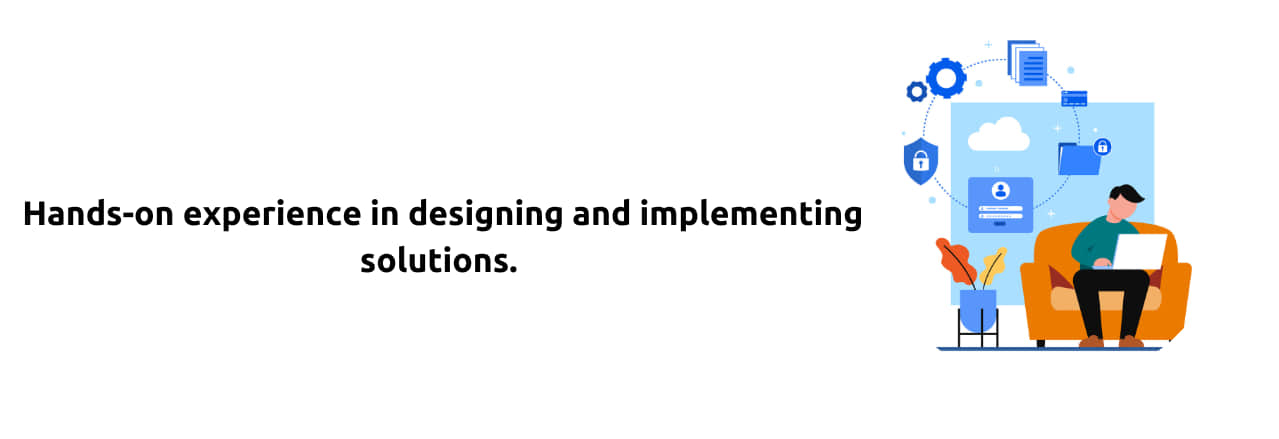 Hands-on experience in designing and implementing
solutions.